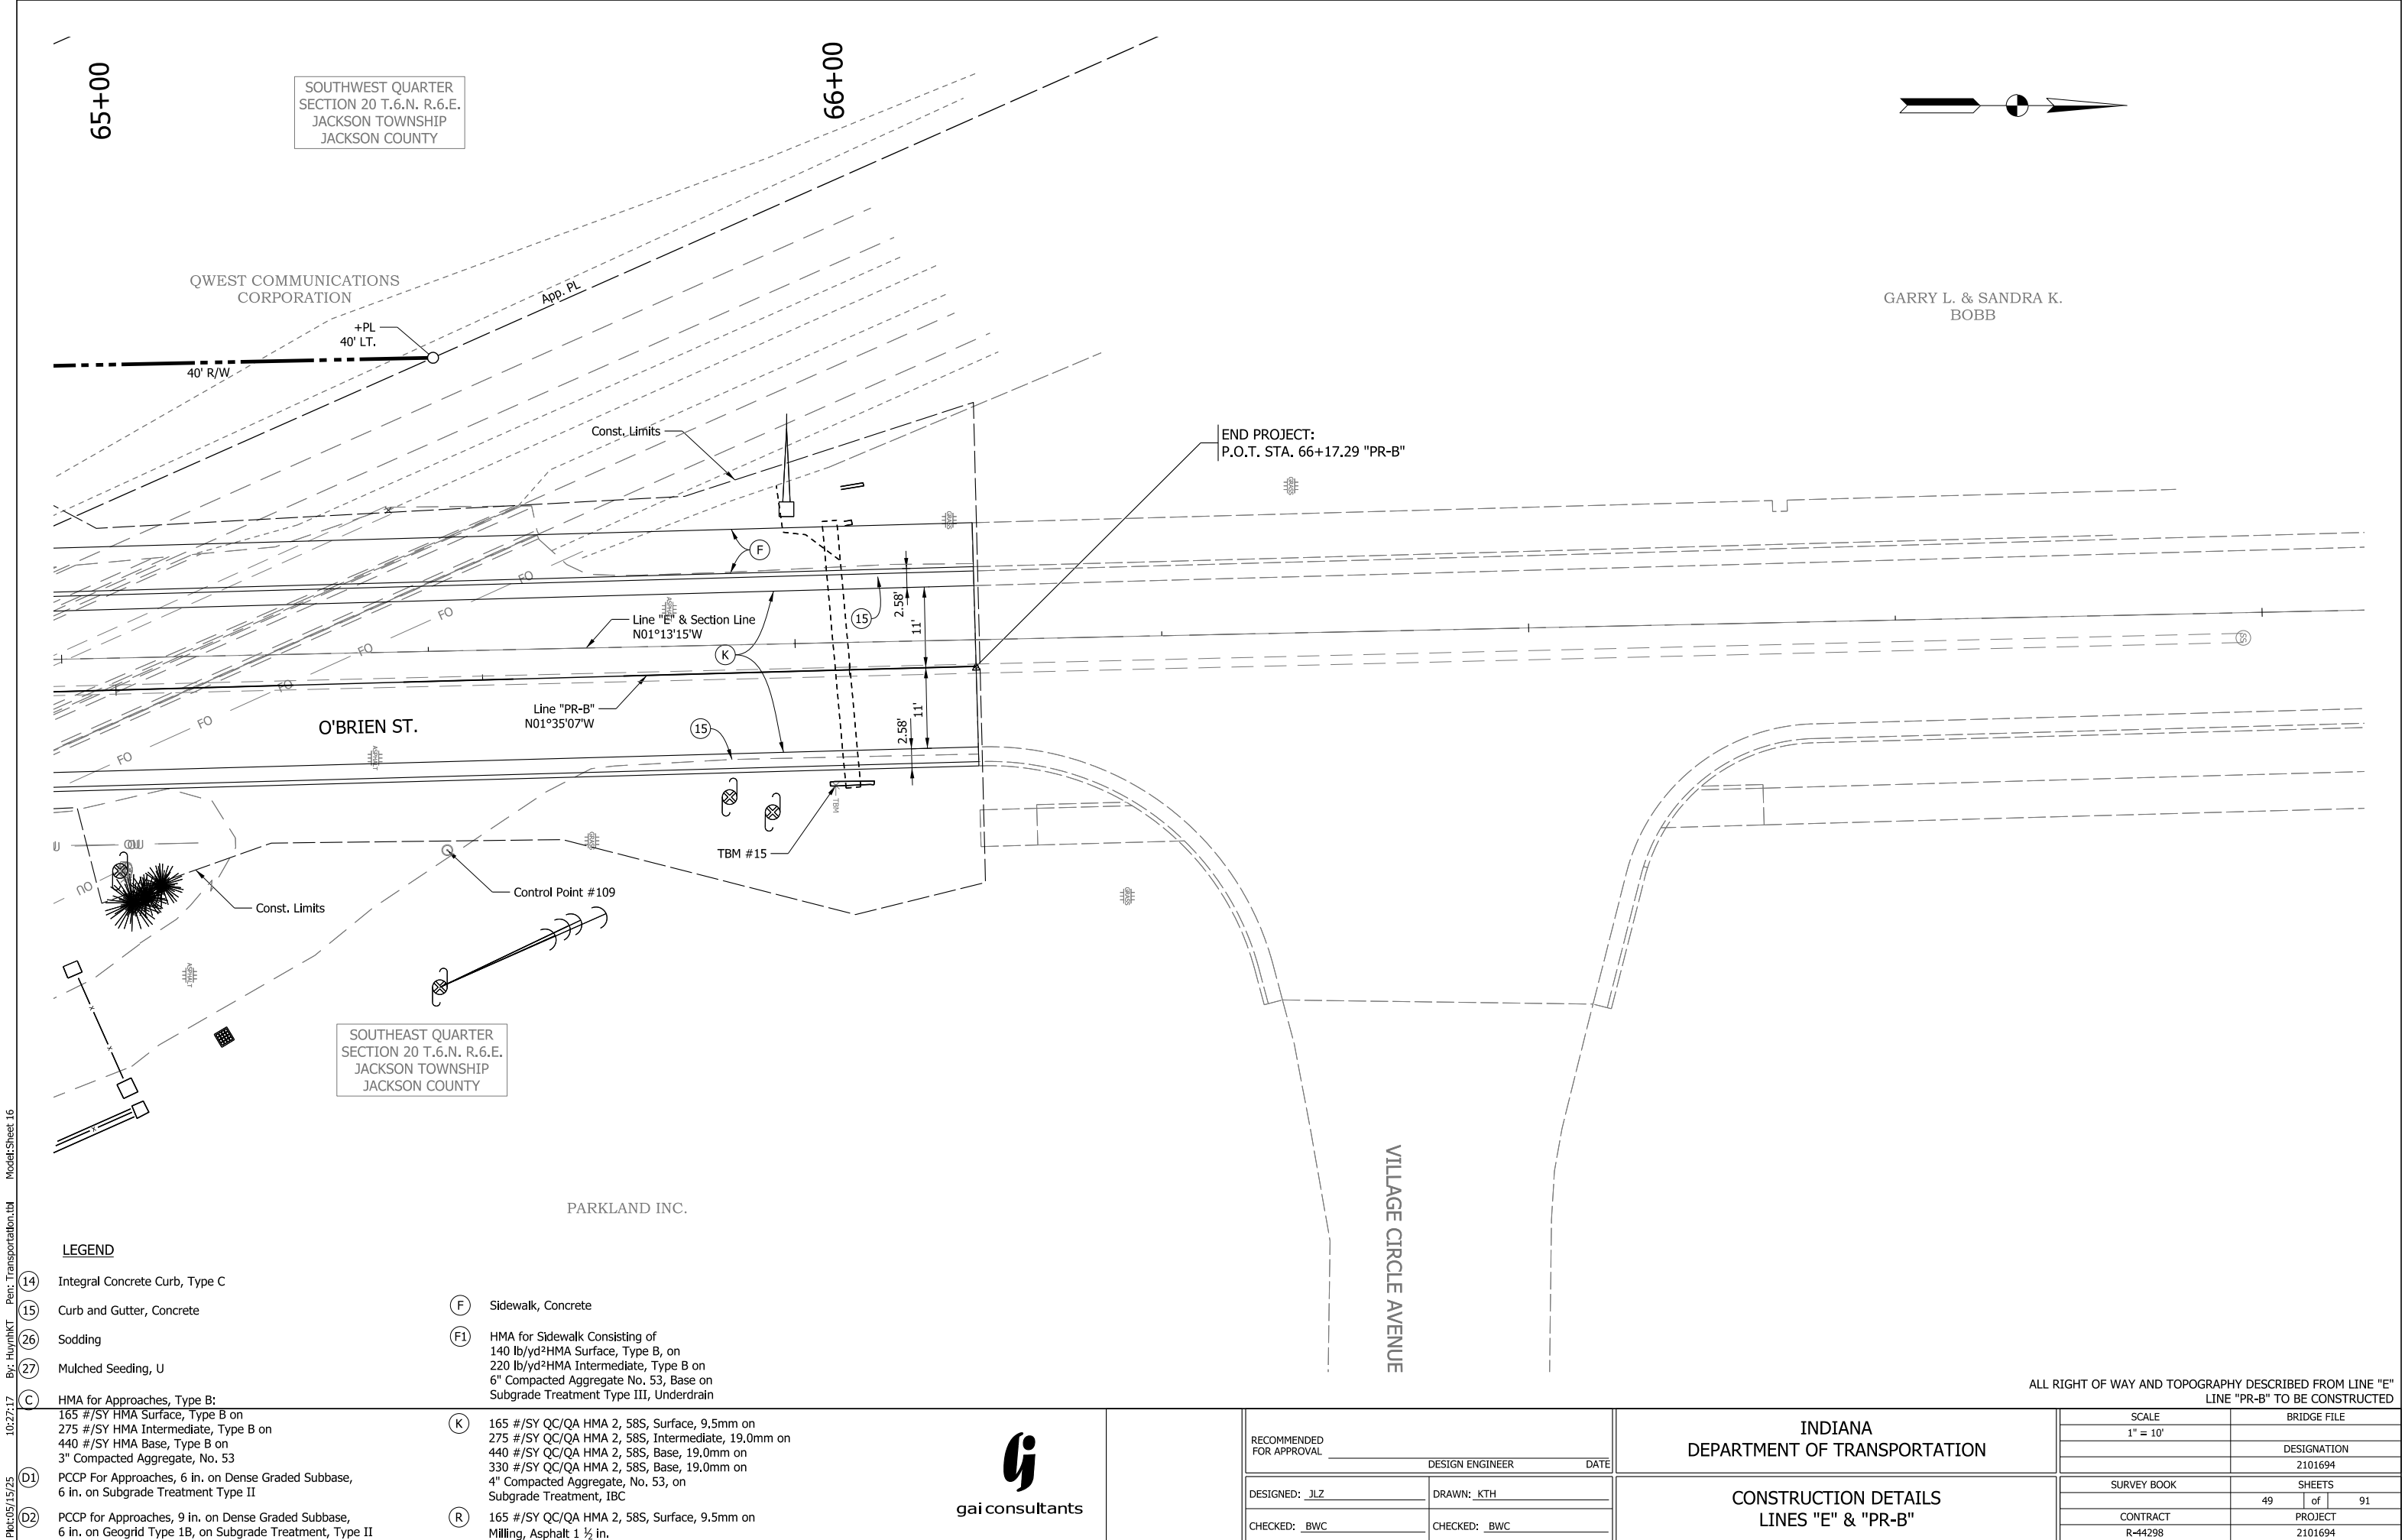 65+00
66+00
SOUTHWEST QUARTER
SECTION 20 T.6.N. R.6.E.
JACKSON TOWNSHIP
JACKSON COUNTY
QWEST COMMUNICATIONS
CORPORATION
App. PL
GARRY L. & SANDRA K.
BOBB
+PL
40' LT.
40' R/W
Const. Limits
END PROJECT:
P.O.T. STA. 66+17.29 "PR-B"
GRASS
GRASS
F
FO
FO
FO
FO
FO
FO
ASPHALT
Line "E" & Section Line
N01°13'15"W
15
2.58'
11'
K
SS
Line "PR-B"
N01°35'07"W
O'BRIEN ST.
15
11'
2.58'
ASPHALT
TBM
TBM #15
GRASS
OU
OU
Const. Limits
Control Point #109
GRASS
ASPHALT
SOUTHEAST QUARTER
SECTION 20 T.6.N. R.6.E.
JACKSON TOWNSHIP
JACKSON COUNTY
PARKLAND INC.
VILLAGE CIRCLE AVENUE
LEGEND
14 Integral Concrete Curb, Type C
15 Curb and Gutter, Concrete
26 Sodding
27 Mulched Seeding, U
C HMA for Approaches, Type B:
165 #/SY HMA Surface, Type B on
275 #/SY HMA Intermediate, Type B on
440 #/SY HMA Base, Type B on
3" Compacted Aggregate, No. 53
D1 PCCP For Approaches, 6 in. on Dense Graded Subbase,
6 in. on Subgrade Treatment Type II
D2 PCCP for Approaches, 9 in. on Dense Graded Subbase,
6 in. on Geogrid Type 1B, on Subgrade Treatment, Type II
F Sidewalk, Concrete
F1 HMA for Sidewalk Consisting of
140 lb/yd²HMA Surface, Type B, on
220 lb/yd²HMA Intermediate, Type B on
6" Compacted Aggregate No. 53, Base on
Subgrade Treatment Type III, Underdrain
K 165 #/SY QC/QA HMA 2, 58S, Surface, 9.5mm on
275 #/SY QC/QA HMA 2, 58S, Intermediate, 19.0mm on
440 #/SY QC/QA HMA 2, 58S, Base, 19.0mm on
330 #/SY QC/QA HMA 2, 58S, Base, 19.0mm on
4" Compacted Aggregate, No. 53, on
Subgrade Treatment, IBC
R 165 #/SY QC/QA HMA 2, 58S, Surface, 9.5mm on
Milling, Asphalt 1 ½ in.
Plot:05/15/25 10:27:17 By: HuynhKT Pen: Transportation.tbl Model:Sheet 16
gai consultants
ALL RIGHT OF WAY AND TOPOGRAPHY DESCRIBED FROM LINE "E"
LINE "PR-B" TO BE CONSTRUCTED
RECOMMENDED
FOR APPROVAL
DESIGN ENGINEER DATE
DESIGNED: JLZ DRAWN: KTH
CHECKED: BWC CHECKED: BWC
INDIANA
DEPARTMENT OF TRANSPORTATION
CONSTRUCTION DETAILS
LINES "E" & "PR-B"
SCALE
1" = 10'
BRIDGE FILE
DESIGNATION
2101694
SURVEY BOOK
SHEETS
49 of 91
CONTRACT
R-44298
PROJECT
2101694